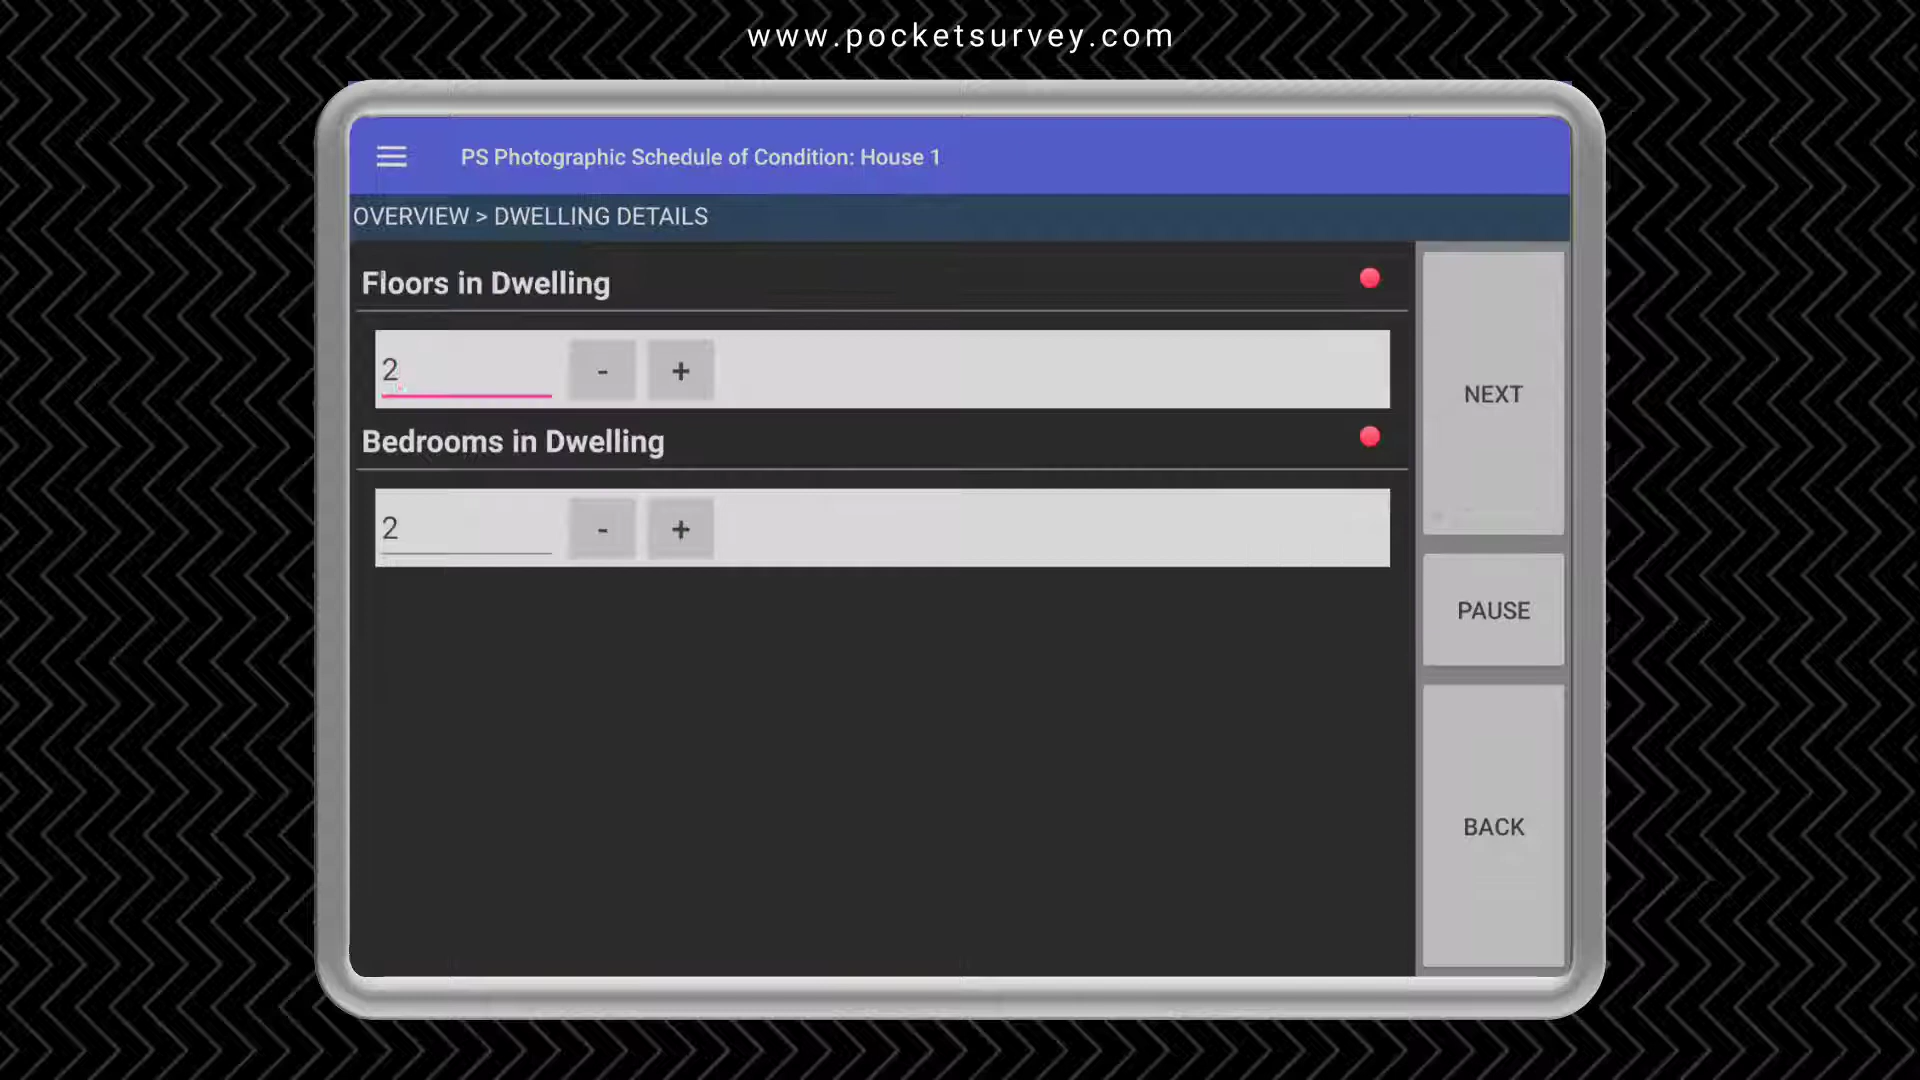 www.pocketsurvey.com
PS Photographic Schedule of Condition: House 1
OVERVIEW > DWELLING DETAILS
Floors in Dwelling
2 - +
Bedrooms in Dwelling
2 - +
NEXT
PAUSE
BACK